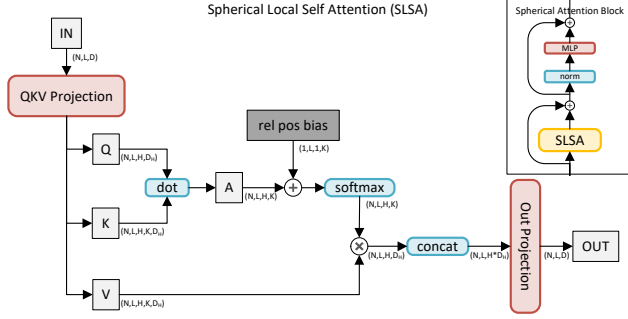 Spherical Local Self Attention (SLSA)
Spherical Attention Block
IN
(N,L,D)
QKV Projection
MLP
norm
SLSA
rel pos bias
(1,L,1,K)
Q
(N,L,H,D_H)
dot
A
(N,L,H,K)
+
softmax
(N,L,H,K)
K
(N,L,H,K,D_H)
×
(N,L,H,D_H)
concat
(N,L,H*D_H)
Out Projection
(N,L,D)
OUT
V
(N,L,H,K,D_H)